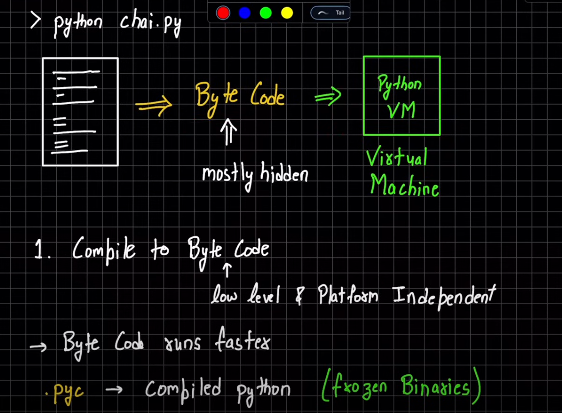 > python chai.py
Byte Code
Python
VM
mostly hidden
Virtual
Machine
1. Compile to Byte Code
low level & Platform Independent
→ Byte Code runs faster
.pyc → Compiled python (frozen Binaries)